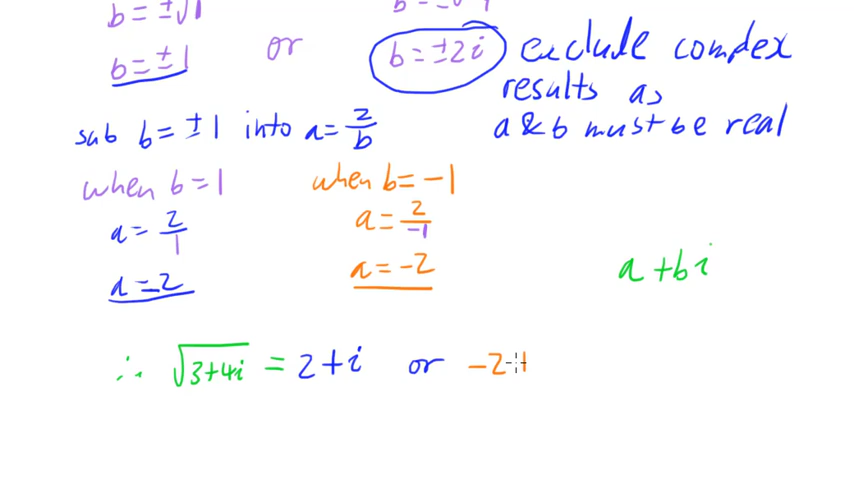 b = ±√1
b = ±1 or b = ±2i exclude complex
results as
a & b must be real
sub b = ±1 into a = 2/b
when b = 1 when b = -1
a = 2/1 a = 2/-1
a = 2 a = -2
a + bi
∴ √3+4i = 2 + i or -2